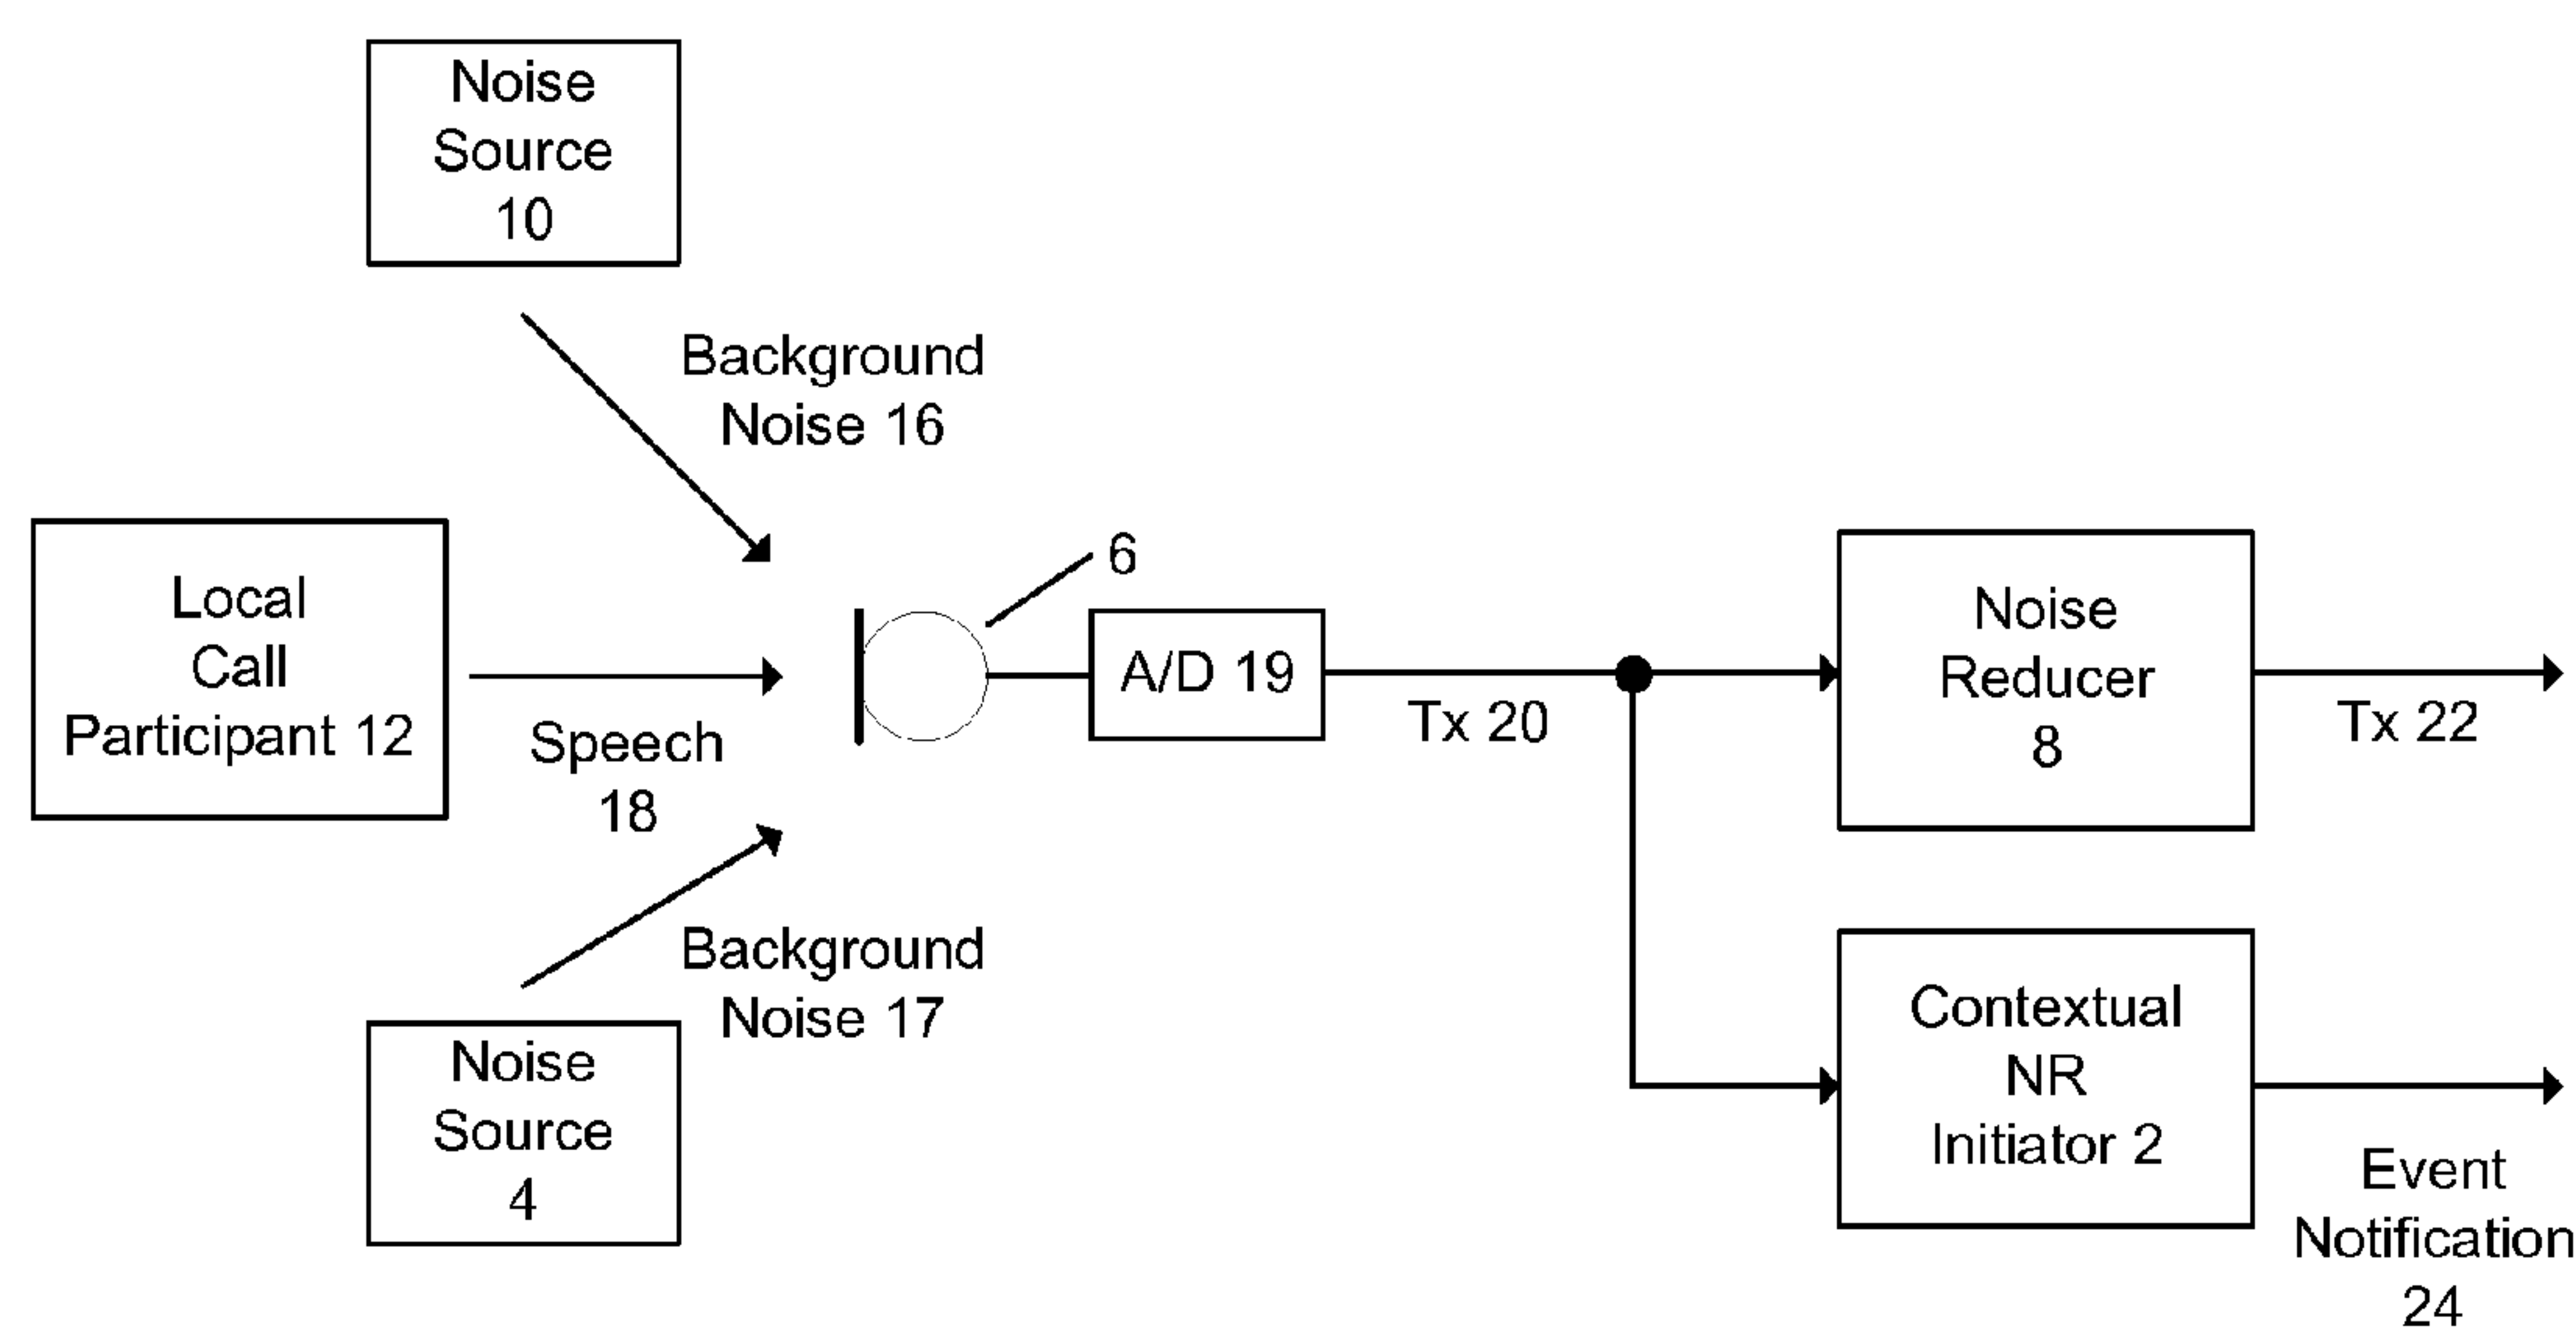 Noise
Source
10
Background
Noise 16
Local
Call
Participant 12
Speech
18
6
A/D 19
Tx 20
Noise
Reducer
8
Tx 22
Background
Noise 17
Noise
Source
4
Contextual
NR
Initiator 2
Event
Notification
24